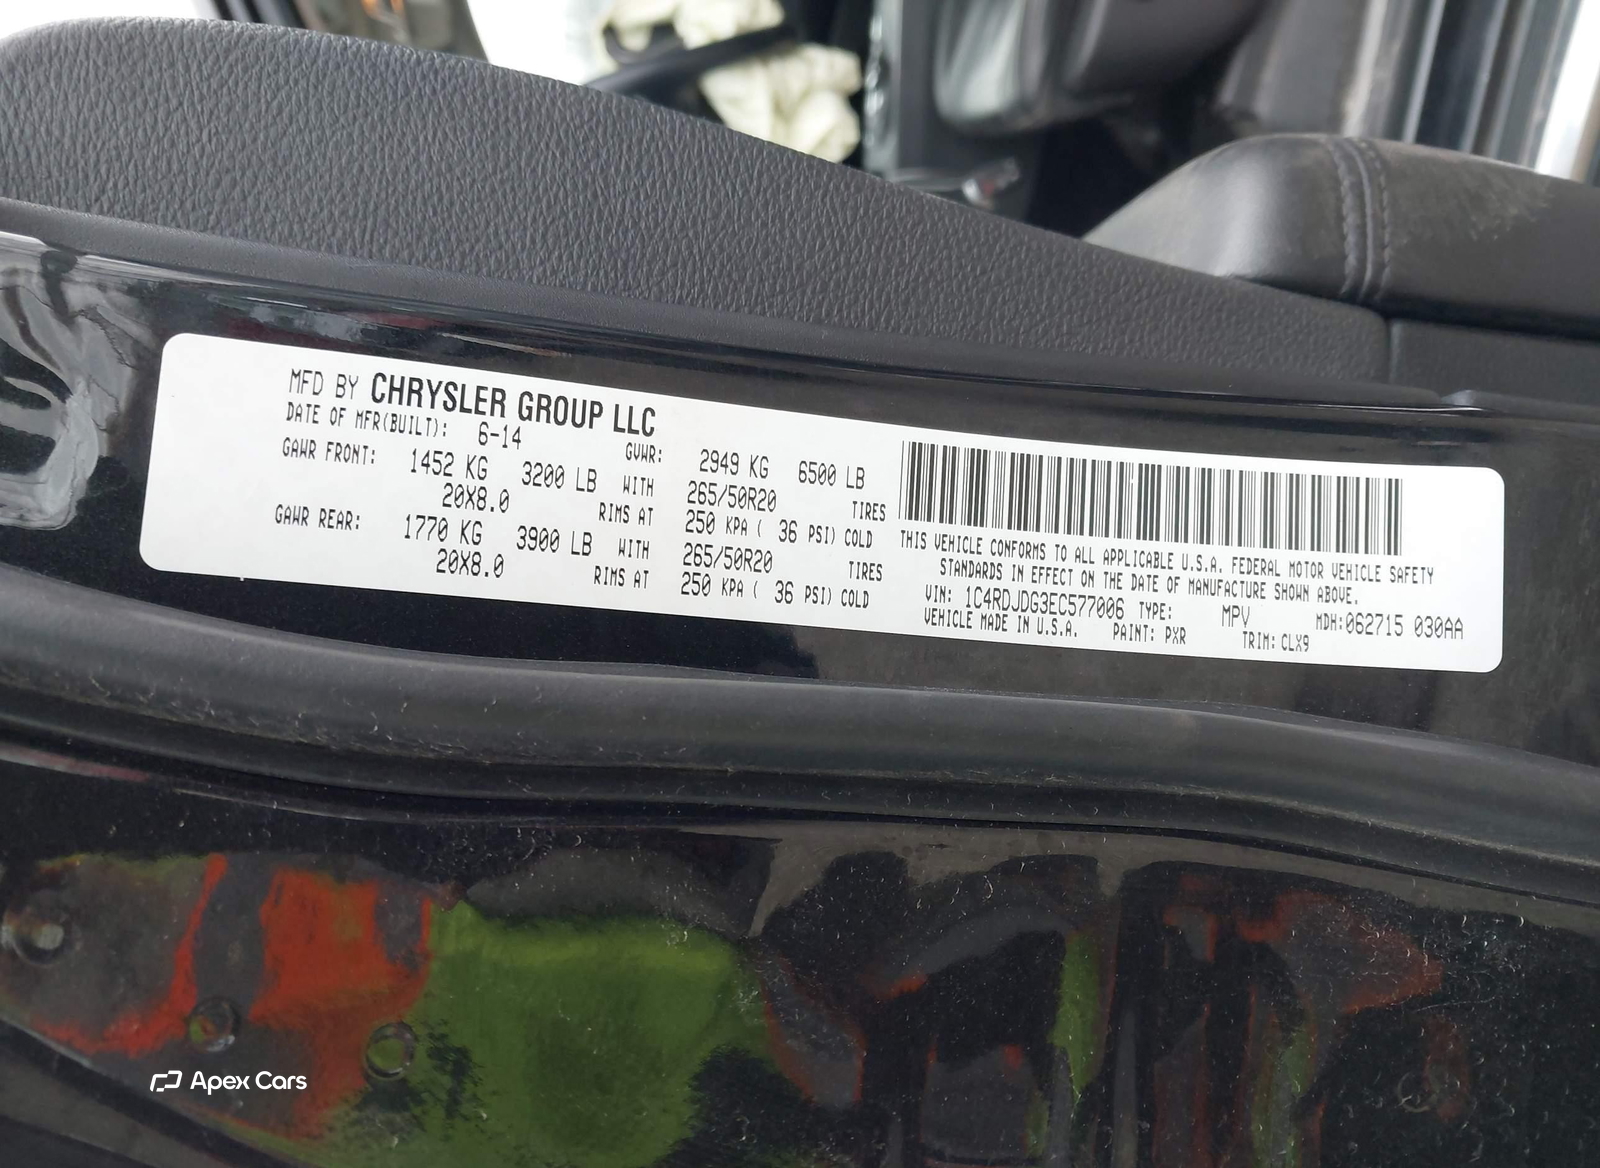 MFD BY CHRYSLER GROUP LLC
DATE OF MFR(BUILT): 6-14 GVWR: 2949 KG 6500 LB
GAWR FRONT: 1452 KG 3200 LB WITH 265/50R20 TIRES
20X8.0 RIMS AT 250 KPA ( 36 PSI) COLD
GAWR REAR: 1770 KG 3900 LB WITH 265/50R20 TIRES
20X8.0 RIMS AT 250 KPA ( 36 PSI) COLD
THIS VEHICLE CONFORMS TO ALL APPLICABLE U.S.A. FEDERAL MOTOR VEHICLE SAFETY
STANDARDS IN EFFECT ON THE DATE OF MANUFACTURE SHOWN ABOVE.
VIN: 1C4RDJDG3EC577006 TYPE: MPV MDH:062715 030AA
VEHICLE MADE IN U.S.A. PAINT: PXR TRIM: CLX9
Apex Cars